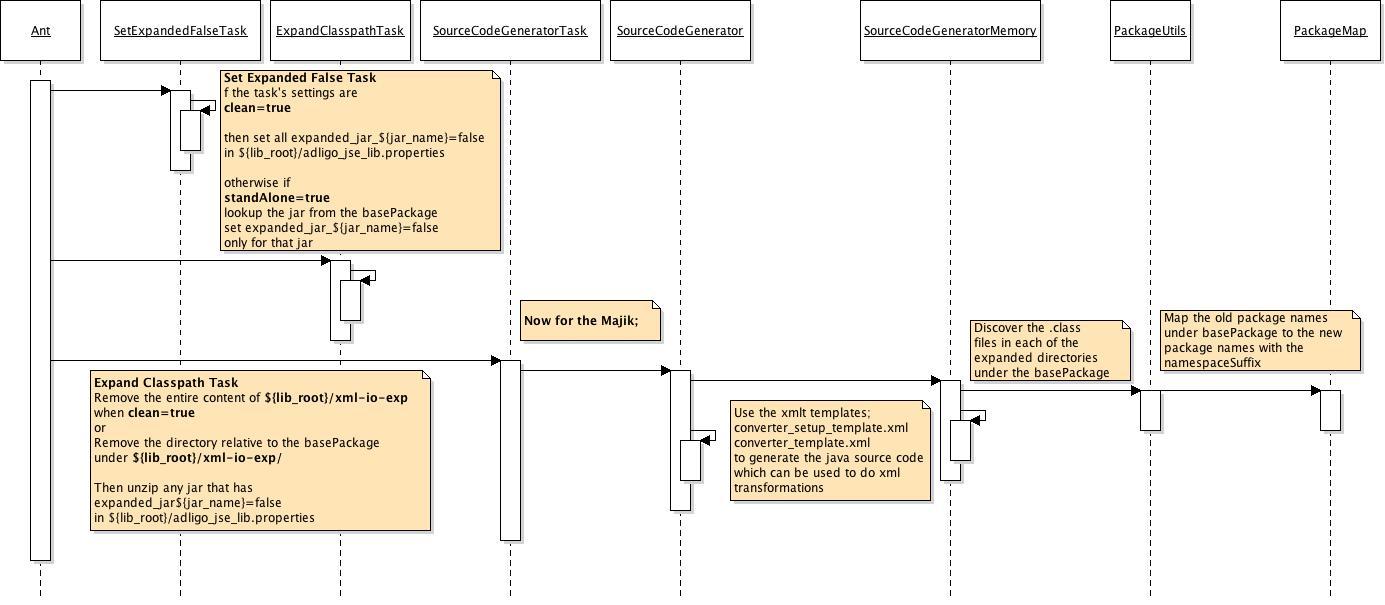 Ant
SetExpandedFalseTask
ExpandClasspathTask
SourceCodeGeneratorTask
SourceCodeGenerator
SourceCodeGeneratorMemory
PackageUtils
PackageMap
Set Expanded False Task
f the task's settings are
clean=true
then set all expanded_jar_${jar_name}=false
in ${lib_root}/adligo_jse_lib.properties
otherwise if
standAlone=true
lookup the jar from the basePackage
set expanded_jar_${jar_name}=false
only for that jar
Now for the Majik;
Discover the .class
files in each of the
expanded directories
under the basePackage
Map the old package names
under basePackage to the new
package names with the
namespaceSuffix
Expand Classpath Task
Remove the entire content of ${lib_root}/xml-io-exp
when clean=true
or
Remove the directory relative to the basePackage
under ${lib_root}/xml-io-exp/
Then unzip any jar that has
expanded_jar${jar_name}=false
in ${lib_root}/adligo_jse_lib.properties
Use the xmlt templates;
converter_setup_template.xml
converter_template.xml
to generate the java source code
which can be used to do xml
transformations